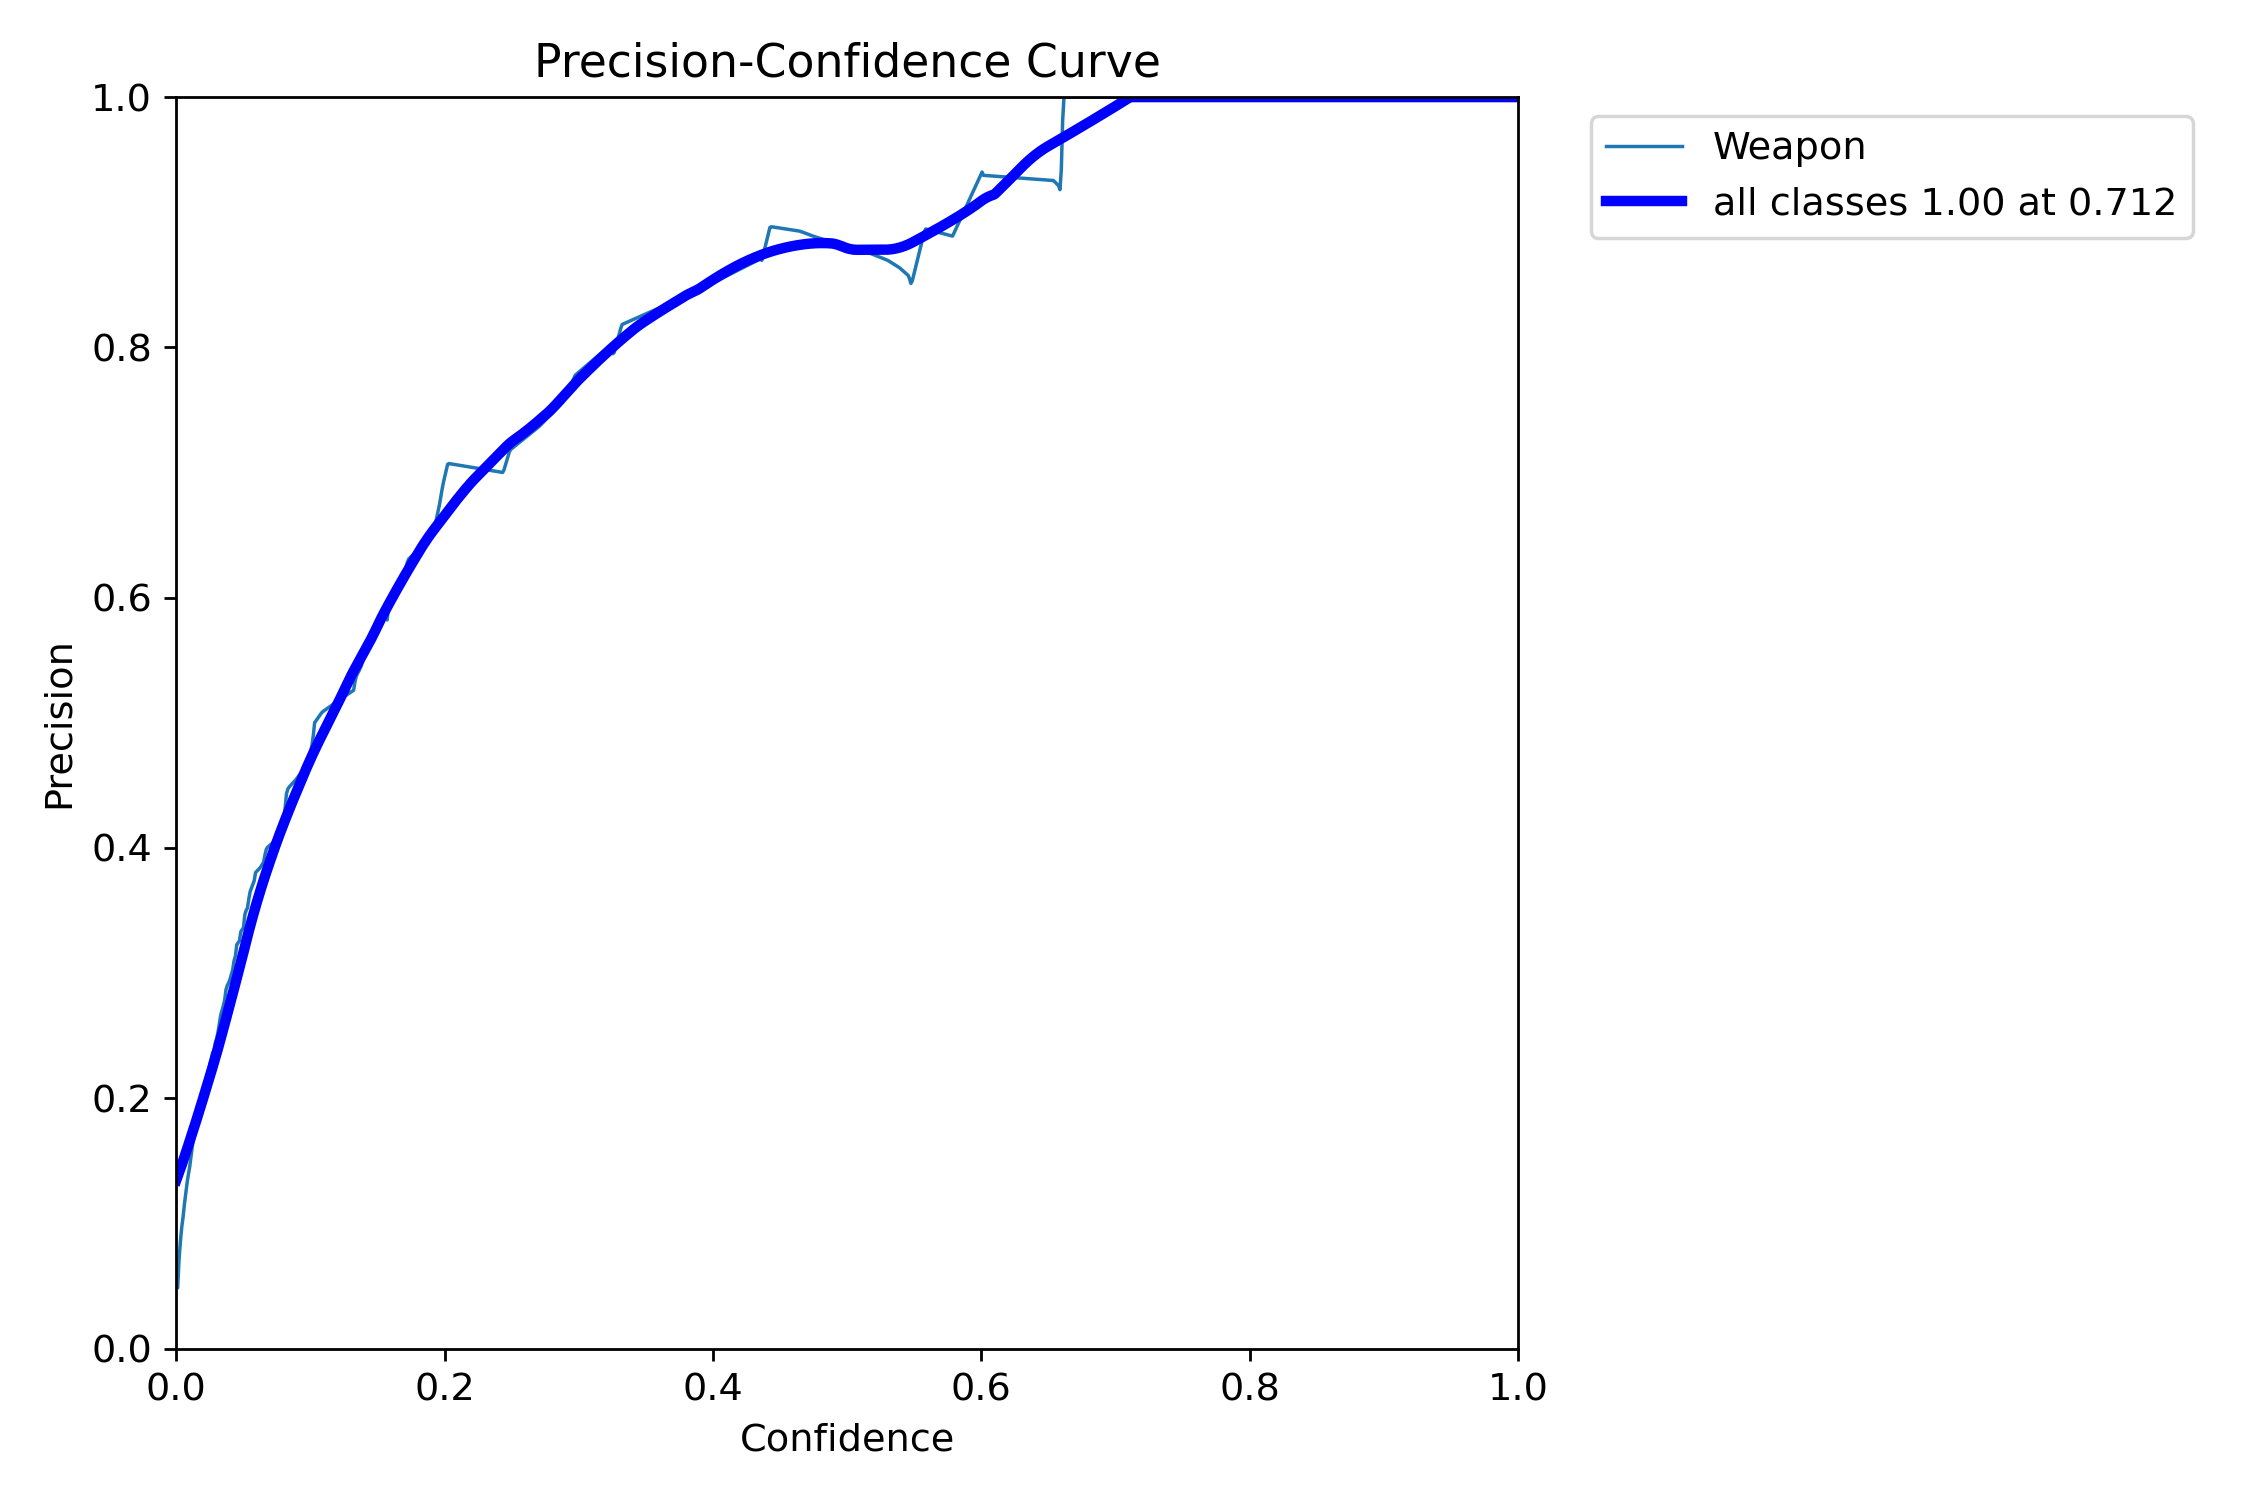 Precision-Confidence Curve
1.0
0.8
0.6
0.4
0.2
0.0
Precision
0.0 0.2 0.4 0.6 0.8 1.0
Confidence
Weapon
all classes 1.00 at 0.712